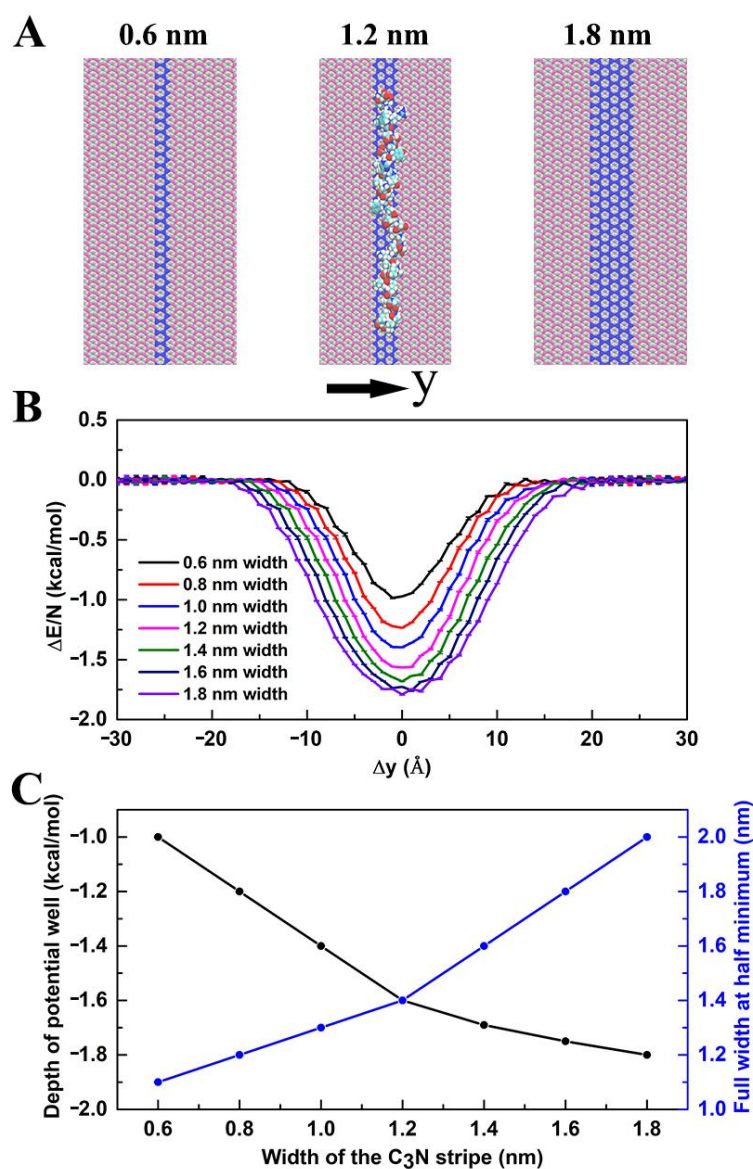 A
0.6 nm 1.2 nm 1.8 nm
y
B
0.5
0.0
−0.5
−1.0
−1.5
−2.0
ΔE/N (kcal/mol)
0.6 nm width
0.8 nm width
1.0 nm width
1.2 nm width
1.4 nm width
1.6 nm width
1.8 nm width
−30 −20 −10 0 10 20 30
Δy (Å)
C
−1.0
−1.2
−1.4
−1.6
−1.8
−2.0
Depth of potential well (kcal/mol)
2.0
1.8
1.6
1.4
1.2
1.0
Full width at half minimum (nm)
0.6 0.8 1.0 1.2 1.4 1.6 1.8
Width of the C₃N stripe (nm)